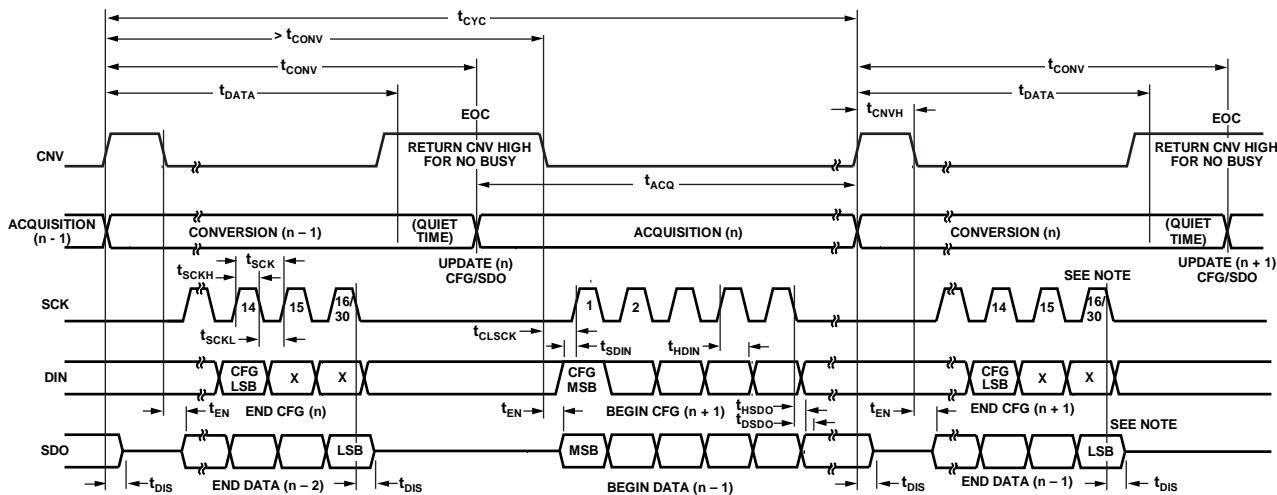 tCYC
> tCONV
tCONV
tCONV
tDATA
tDATA
tCNVH
EOC
EOC
CNV
RETURN CNV HIGH
FOR NO BUSY
RETURN CNV HIGH
FOR NO BUSY
tACQ
ACQUISITION
(n - 1)
CONVERSION (n – 1)
(QUIET
TIME)
ACQUISITION (n)
CONVERSION (n)
(QUIET
TIME)
UPDATE (n)
CFG/SDO
UPDATE (n + 1)
CFG/SDO
tSCK
tSCKH
SEE NOTE
SCK
14
15
16/
30
1
2
14
15
16/
30
tSCKL
tCLSCK
tSDIN
tHDIN
DIN
CFG
LSB
X
X
CFG
MSB
CFG
LSB
X
X
tEN
END CFG (n)
tEN
BEGIN CFG (n + 1)
tHSDO
tDSDO
tEN
END CFG (n + 1)
SEE NOTE
SDO
LSB
MSB
LSB
tDIS
END DATA (n – 2)
tDIS
BEGIN DATA (n – 1)
tDIS
END DATA (n – 1)
tDIS